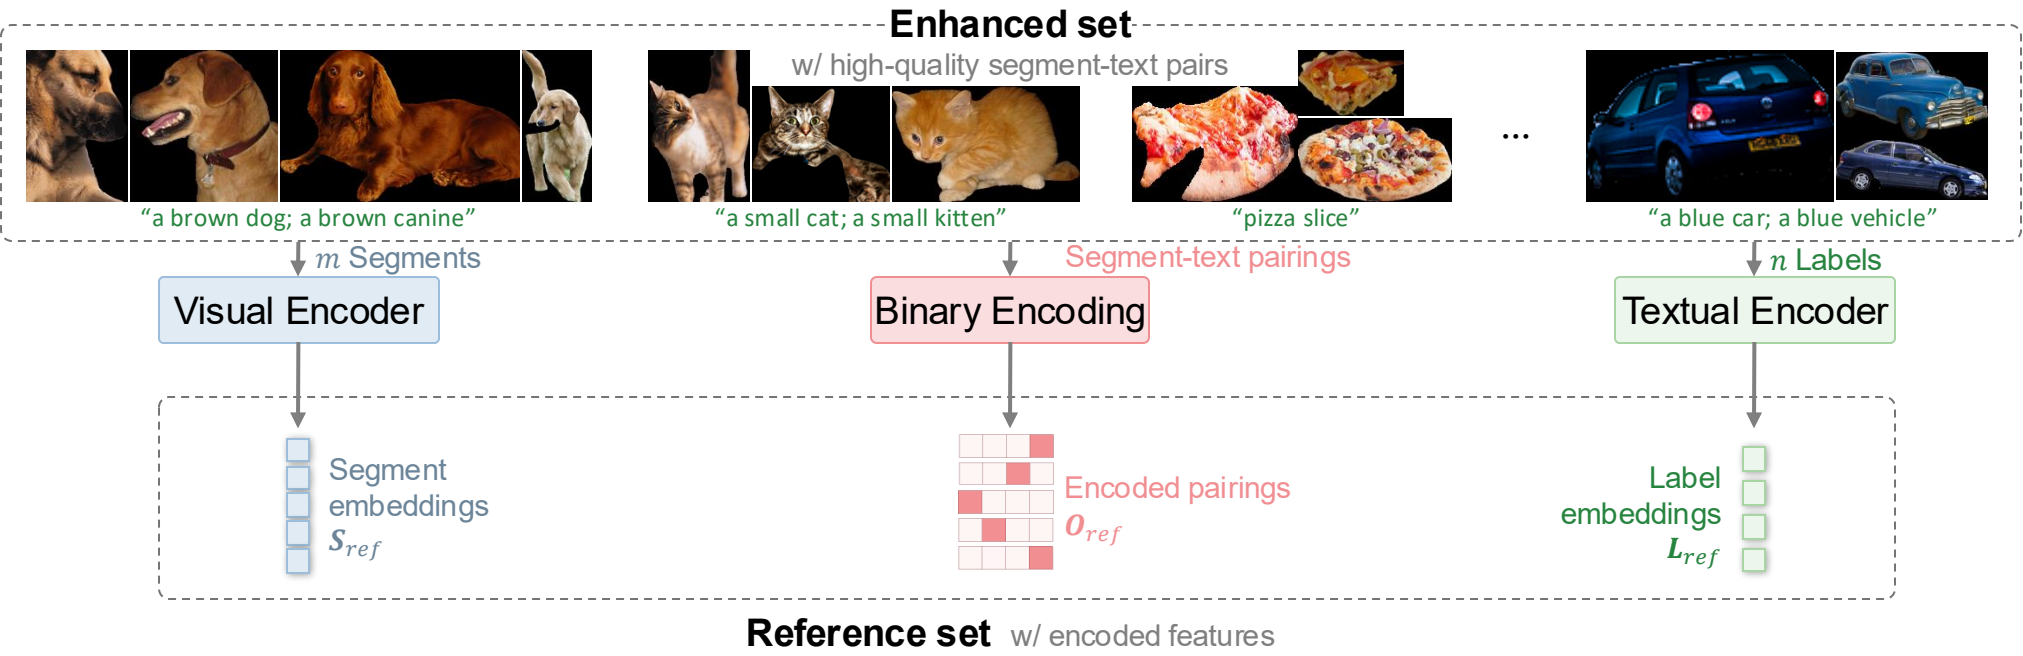 Enhanced set
w/ high-quality segment-text pairs
...
“a brown dog; a brown canine”
“a small cat; a small kitten”
“pizza slice”
“a blue car; a blue vehicle”
m Segments
Segment-text pairings
n Labels
Visual Encoder
Binary Encoding
Textual Encoder
Segment
embeddings
S_ref
Encoded pairings
O_ref
Label
embeddings
L_ref
Reference set w/ encoded features